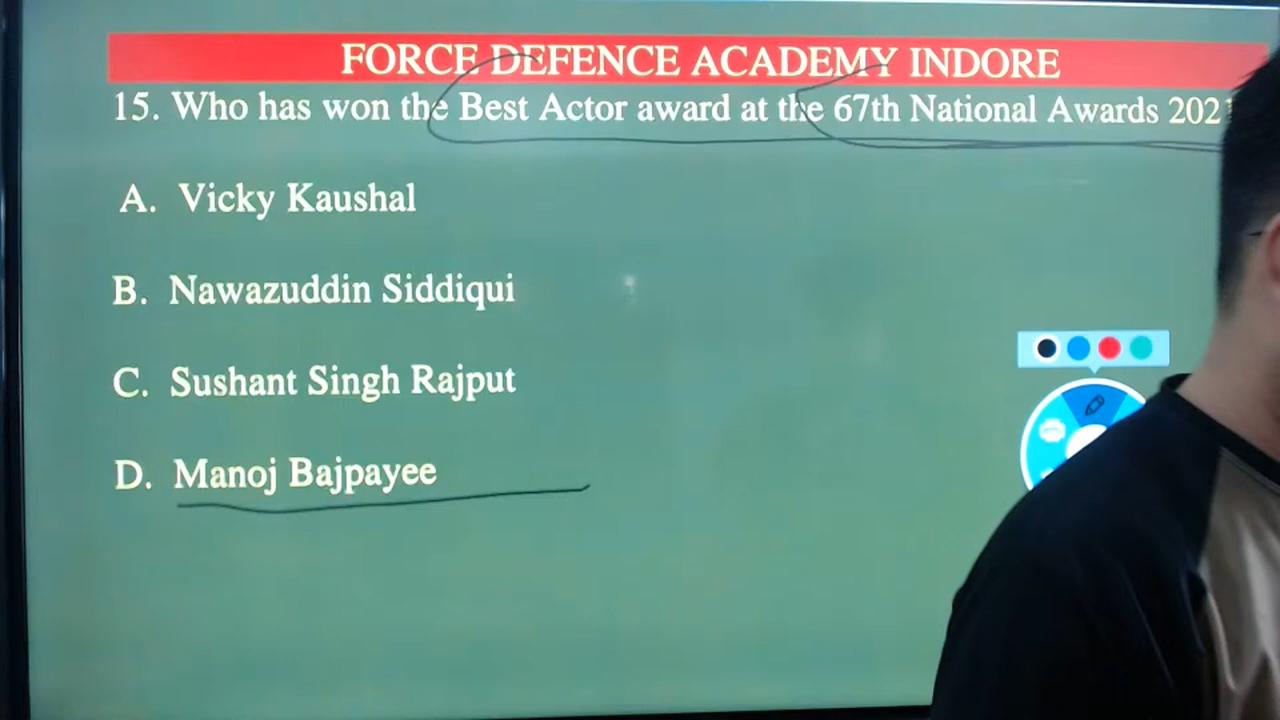 FORCE DEFENCE ACADEMY INDORE
15. Who has won the Best Actor award at the 67th National Awards 2021
A. Vicky Kaushal
B. Nawazuddin Siddiqui
C. Sushant Singh Rajput
D. Manoj Bajpayee